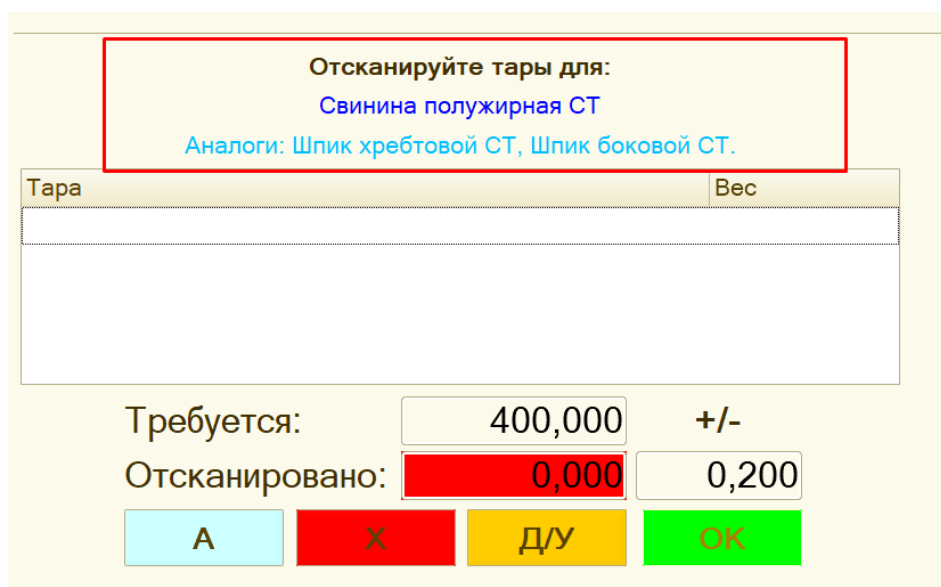 Отсканируйте тары для:
Свинина полужирная СТ
Аналоги: Шпик хребтовой СТ, Шпик боковой СТ.
Тара Вес
Требуется: 400,000 +/-
Отсканировано: 0,000 0,200
А Х Д/У ОК